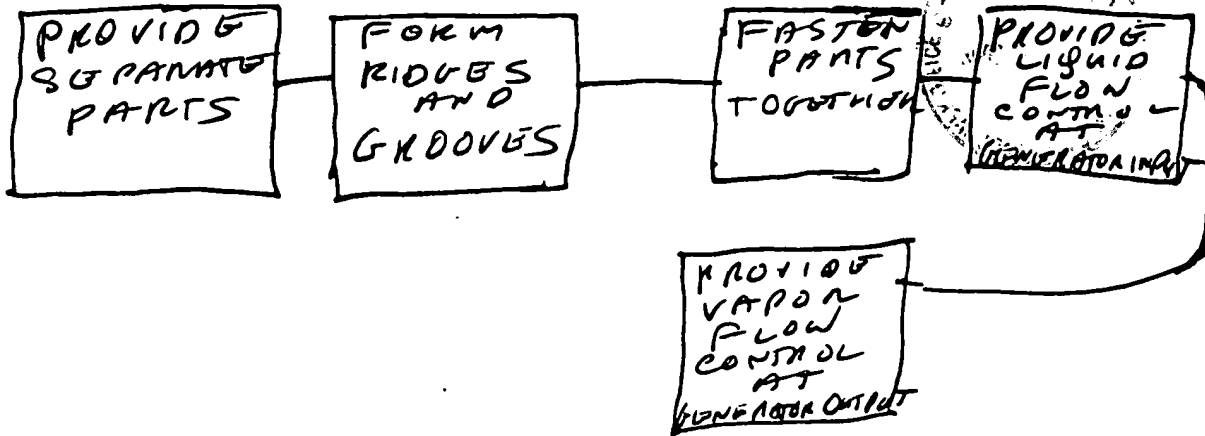 PROVIDE
SEPARATE
PARTS
FORM
RIDGES
AND
GROOVES
FASTEN
PARTS
TOGETHER
PROVIDE
LIQUID
FLOW
CONTROL
AT
GENERATOR INPUT
PROVIDE
VAPOR
FLOW
CONTROL
AT
GENERATOR OUTPUT